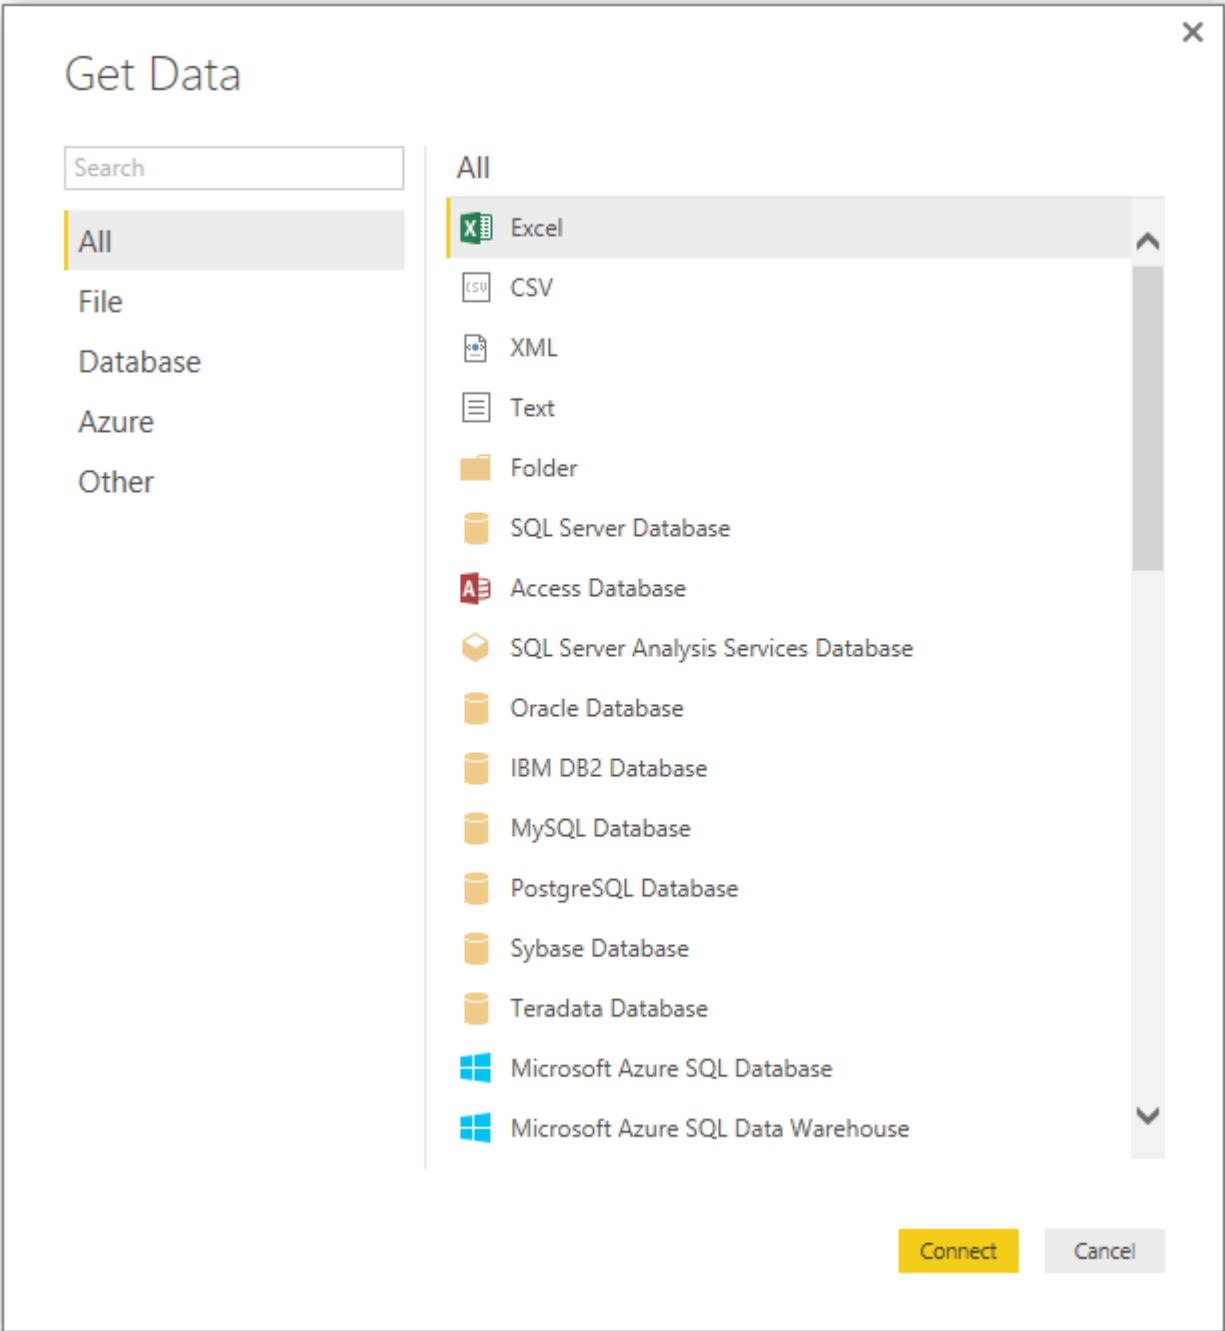 Get Data
Search
All
File
Database
Azure
Other
All
Excel
CSV
XML
Text
Folder
SQL Server Database
Access Database
SQL Server Analysis Services Database
Oracle Database
IBM DB2 Database
MySQL Database
PostgreSQL Database
Sybase Database
Teradata Database
Microsoft Azure SQL Database
Microsoft Azure SQL Data Warehouse
Connect
Cancel